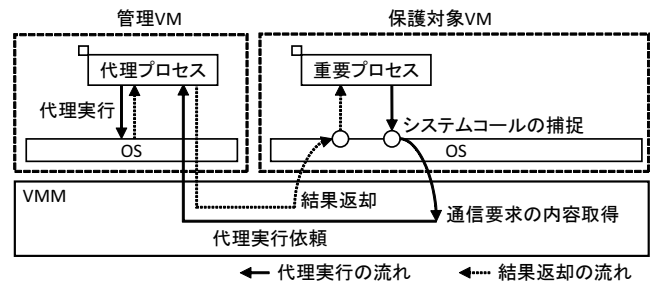 管理VM
保護対象VM
代理プロセス
重要プロセス
代理実行
システムコールの捕捉
OS
OS
VMM
結果返却
通信要求の内容取得
代理実行依頼
代理実行の流れ
結果返却の流れ